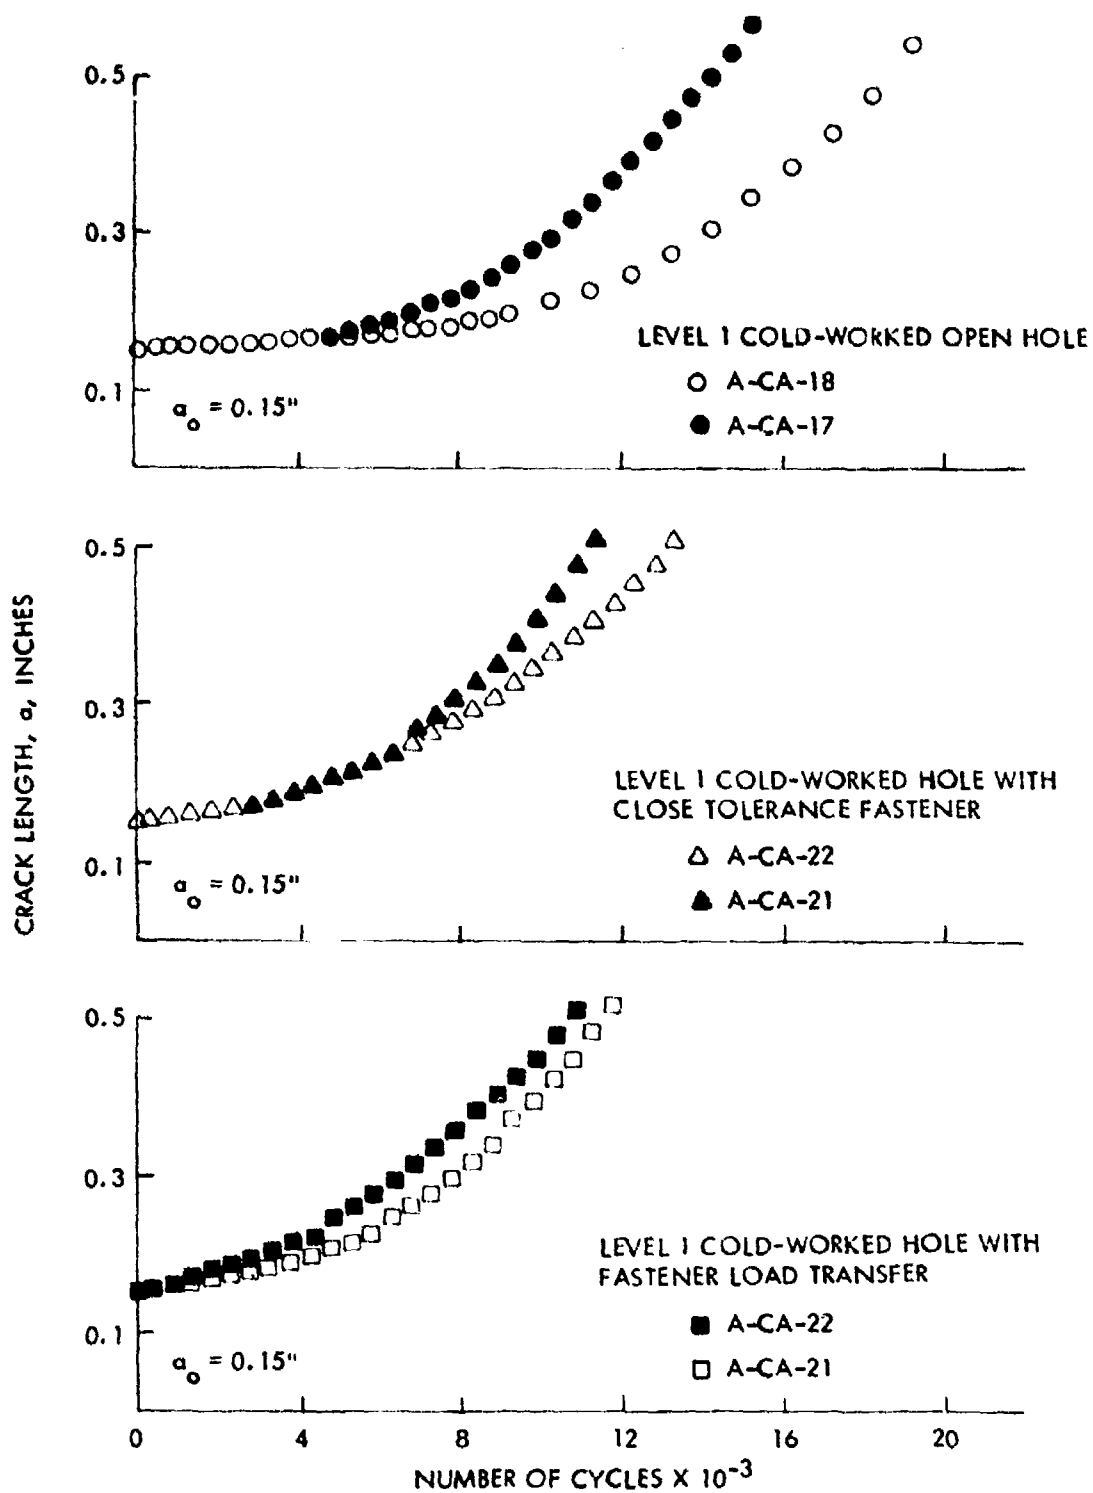 0.5
0.3
0.1
LEVEL 1 COLD-WORKED OPEN HOLE
A-CA-18
A-CA-17
ao = 0.15"
CRACK LENGTH, a, INCHES
0.5
0.3
0.1
LEVEL 1 COLD-WORKED HOLE WITH
CLOSE TOLERANCE FASTENER
A-CA-22
A-CA-21
ao = 0.15"
0.5
0.3
0.1
LEVEL 1 COLD-WORKED HOLE WITH
FASTENER LOAD TRANSFER
A-CA-22
A-CA-21
ao = 0.15"
0 4 8 12 16 20
NUMBER OF CYCLES X 10-3